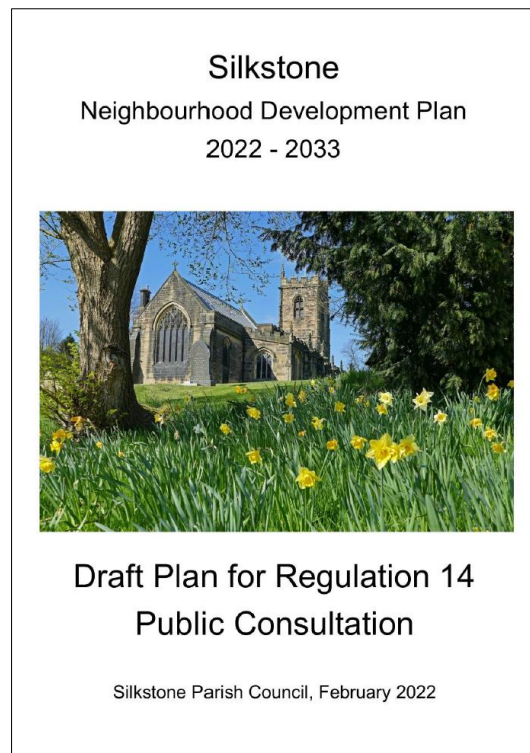 Silkstone
Neighbourhood Development Plan
2022 - 2033
Draft Plan for Regulation 14
Public Consultation
Silkstone Parish Council, February 2022